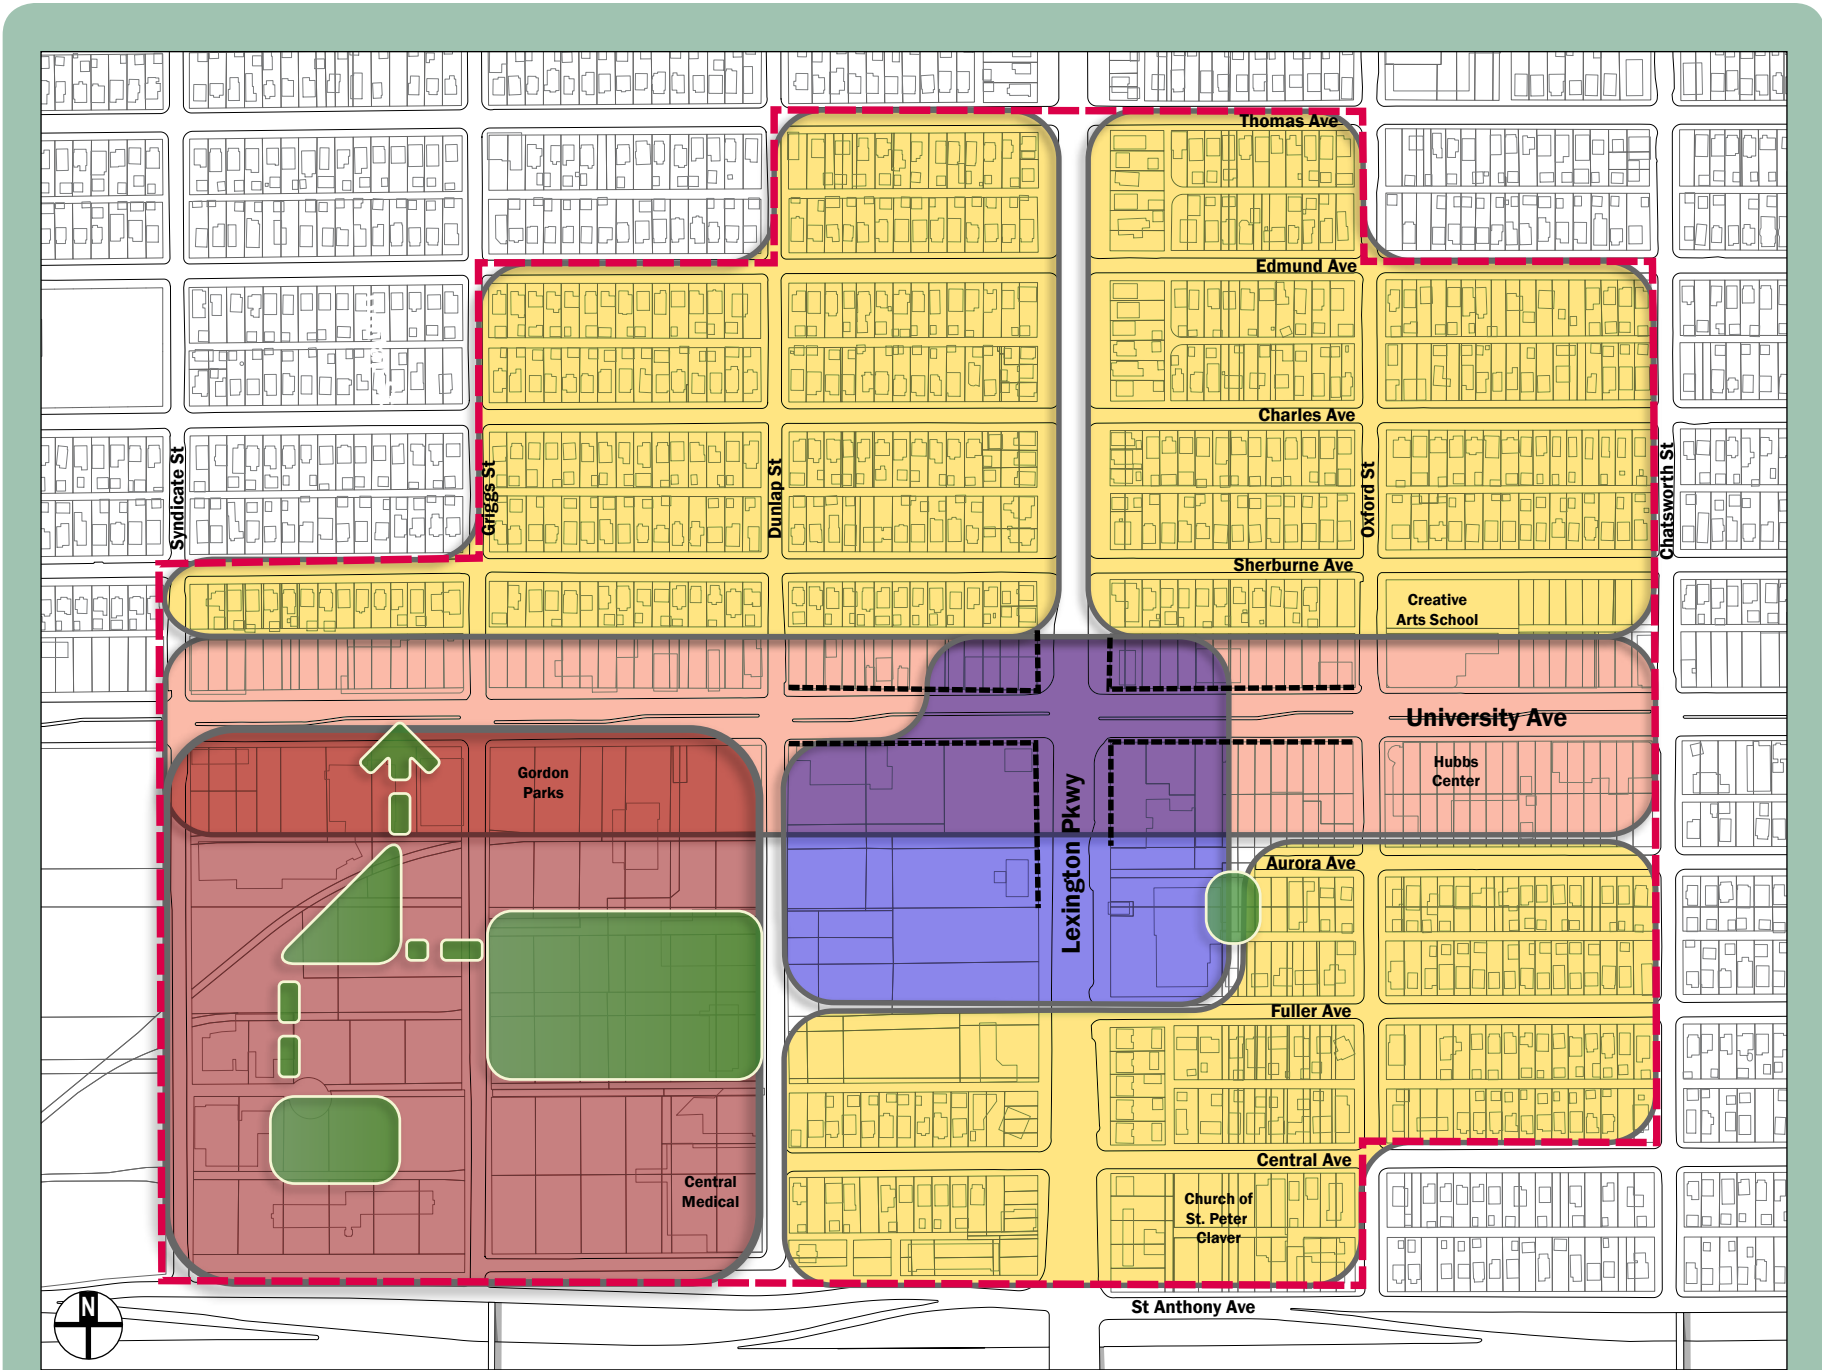 Thomas Ave
Edmund Ave
Charles Ave
Syndicate St
Griggs St
Dunlap St
Oxford St
Chatsworth St
Sherburne Ave
Creative
Arts School
University Ave
Gordon
Parks
Hubbs
Center
Lexington Pkwy
Aurora Ave
Fuller Ave
Central Ave
Central
Medical
Church of
St. Peter
Claver
N
St Anthony Ave